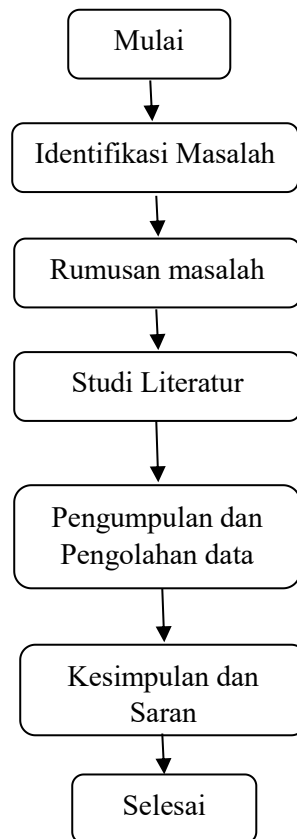 Mulai
Identifikasi Masalah
Rumusan masalah
Studi Literatur
Pengumpulan dan
Pengolahan data
Kesimpulan dan
Saran
Selesai